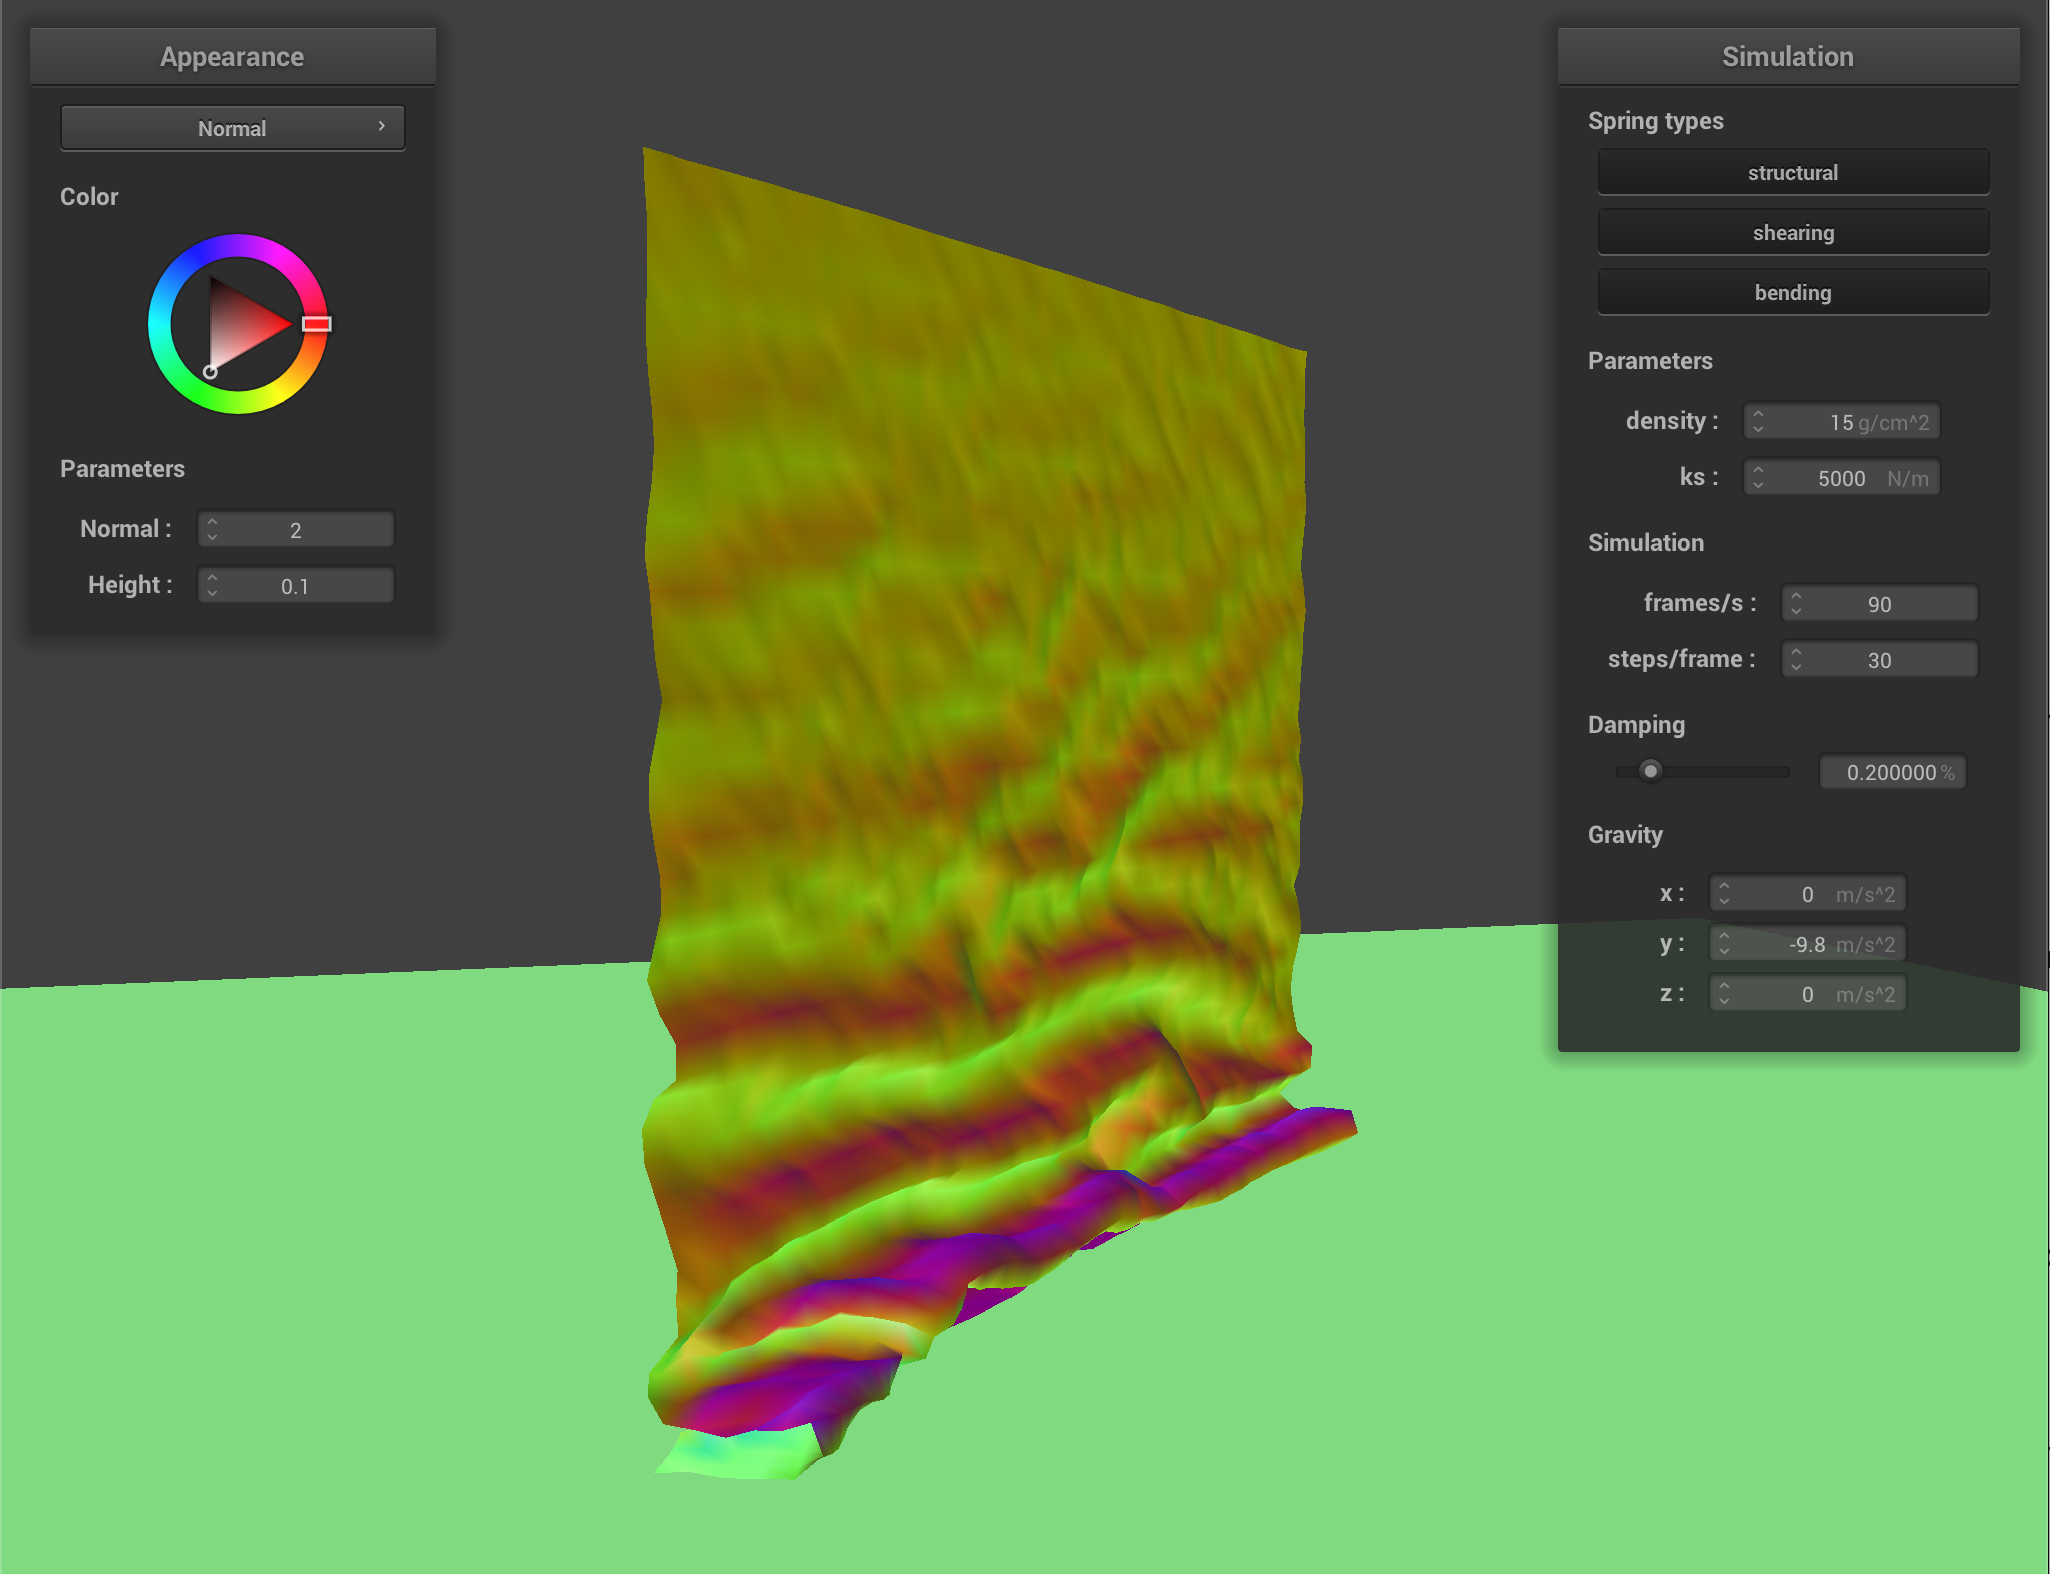 Appearance
Normal
Color
Parameters
Normal : 2
Height : 0.1
Simulation
Spring types
structural
shearing
bending
Parameters
density : 15 g/cm^2
ks : 5000 N/m
Simulation
frames/s : 90
steps/frame : 30
Damping
0.200000 %
Gravity
x : 0 m/s^2
y : -9.8 m/s^2
z : 0 m/s^2